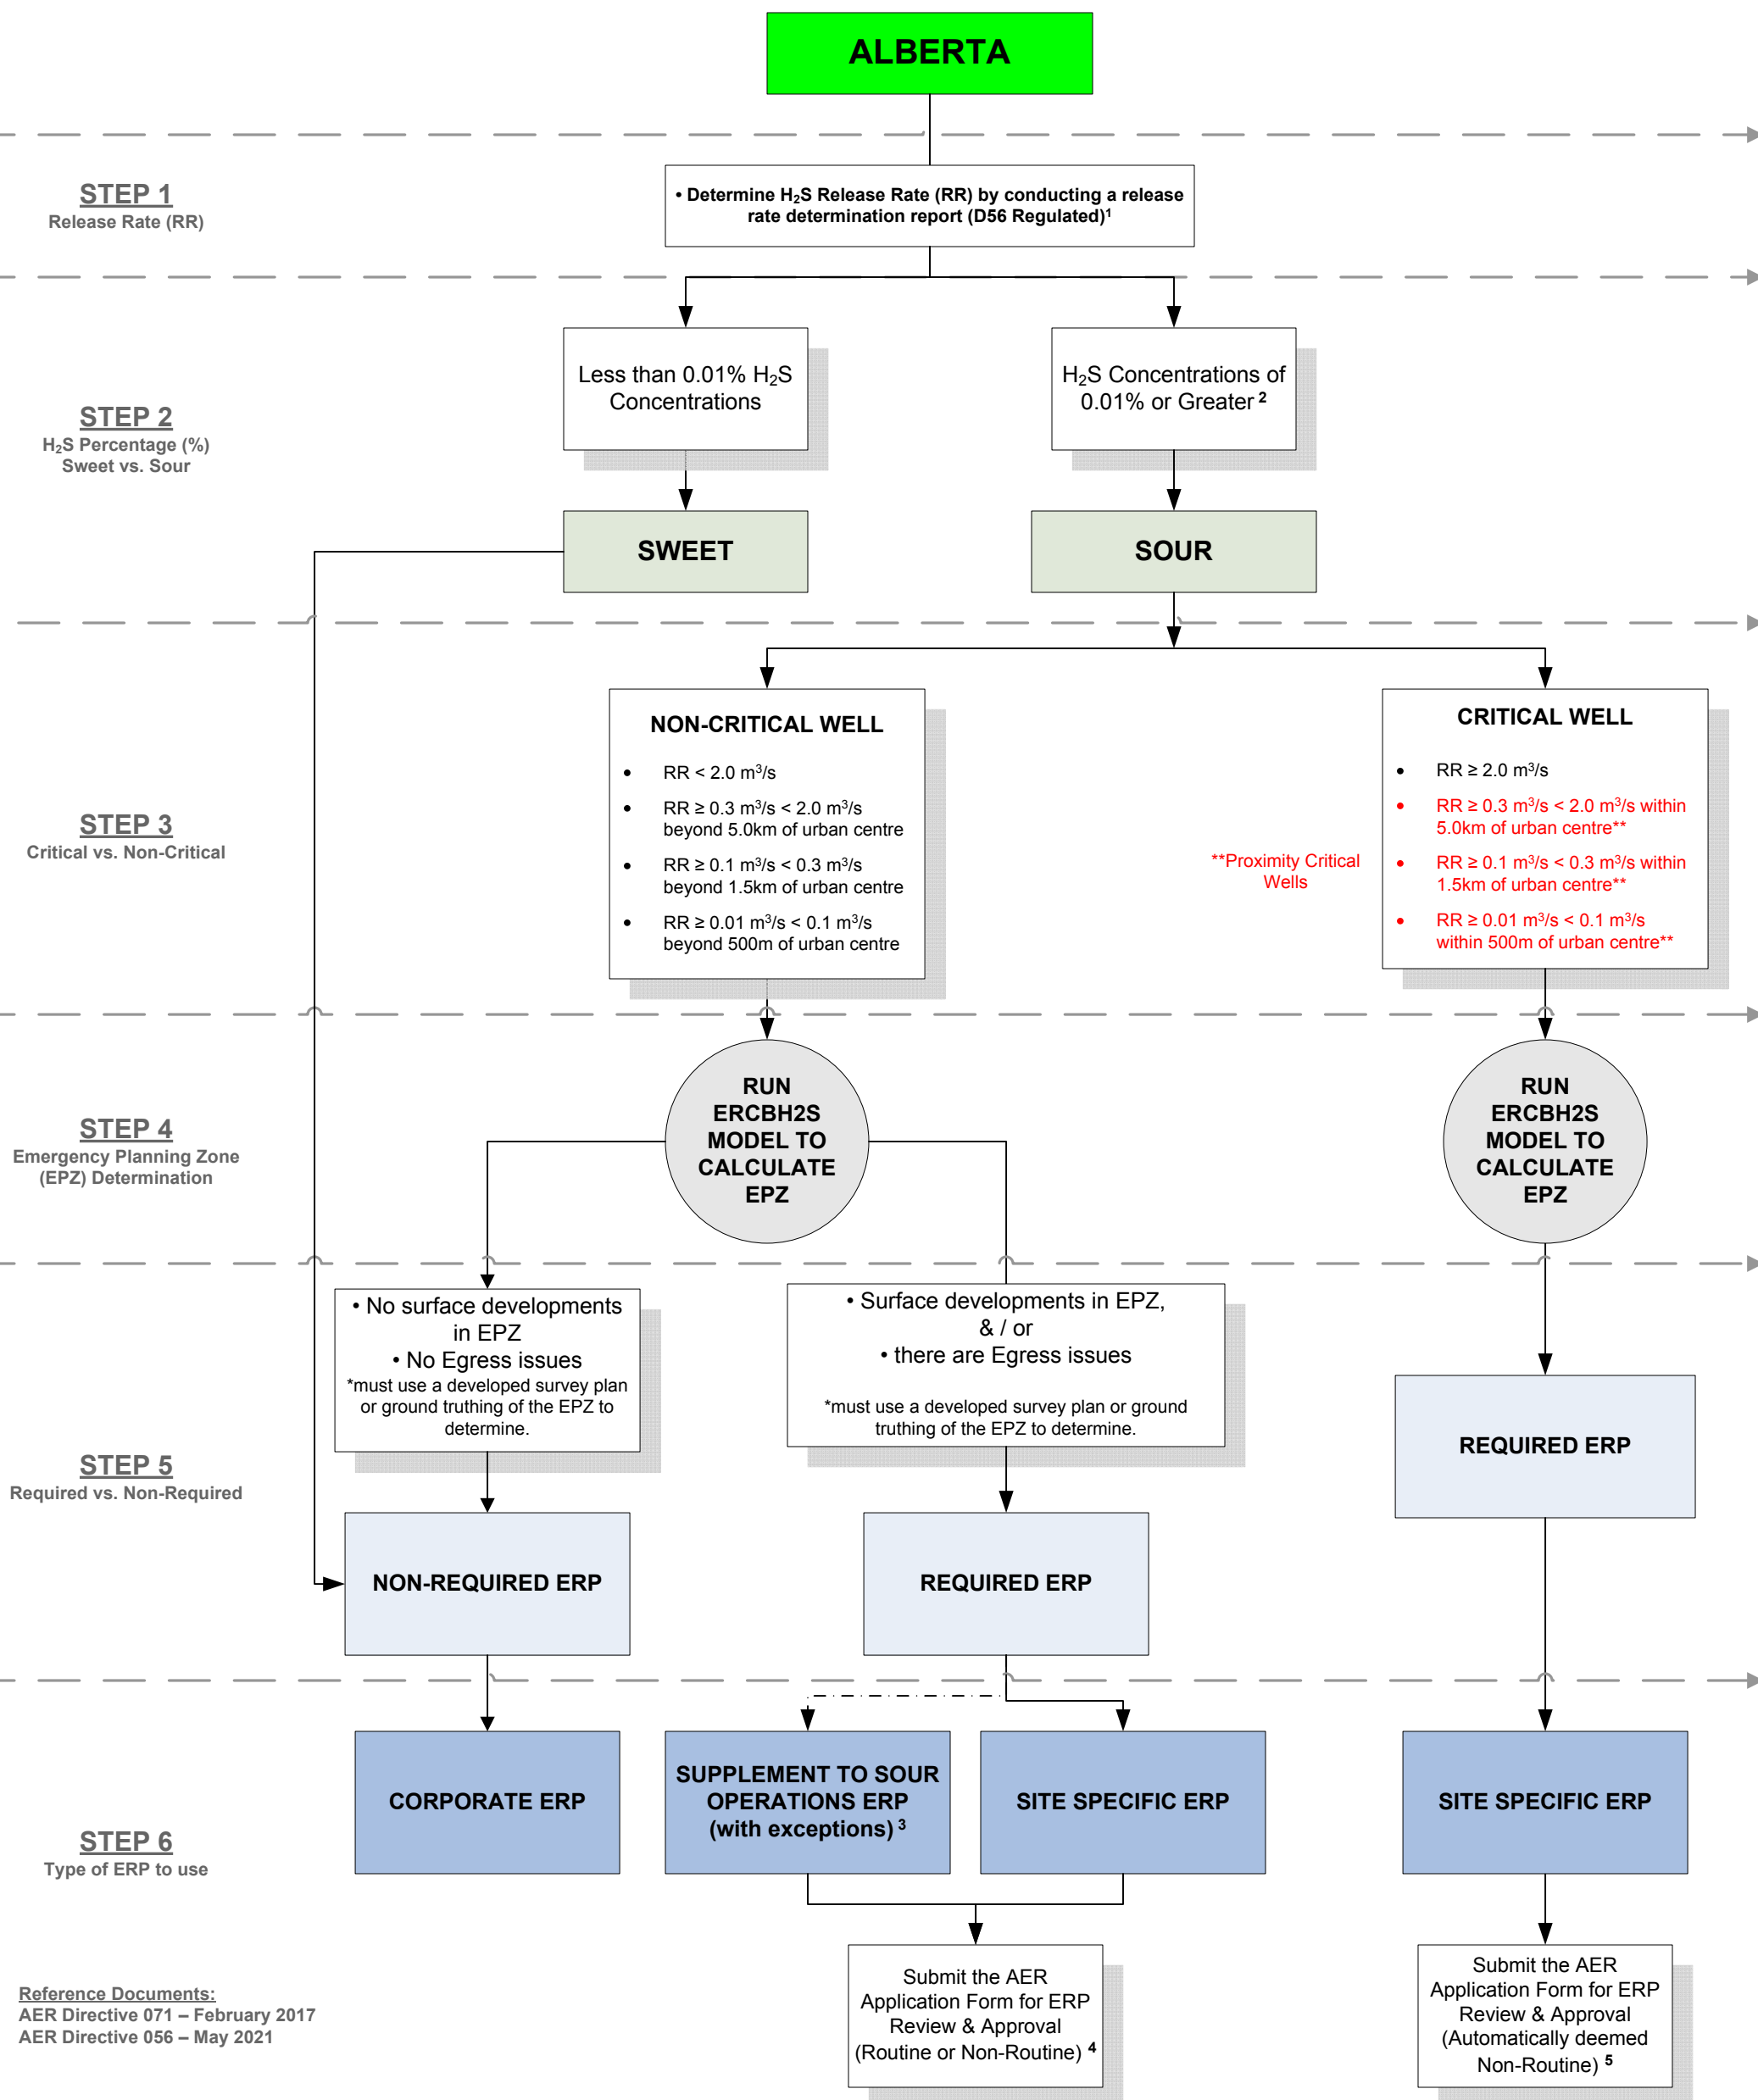 ALBERTA
STEP 1
Release Rate (RR)
• Determine H₂S Release Rate (RR) by conducting a release
rate determination report (D56 Regulated)¹
STEP 2
H₂S Percentage (%)
Sweet vs. Sour
Less than 0.01% H₂S
Concentrations
H₂S Concentrations of
0.01% or Greater ²
SWEET
SOUR
STEP 3
Critical vs. Non-Critical
NON-CRITICAL WELL
• RR < 2.0 m³/s
• RR ≥ 0.3 m³/s < 2.0 m³/s
beyond 5.0km of urban centre
• RR ≥ 0.1 m³/s < 0.3 m³/s
beyond 1.5km of urban centre
• RR ≥ 0.01 m³/s < 0.1 m³/s
beyond 500m of urban centre
**Proximity Critical
Wells
CRITICAL WELL
• RR ≥ 2.0 m³/s
• RR ≥ 0.3 m³/s < 2.0 m³/s within
5.0km of urban centre**
• RR ≥ 0.1 m³/s < 0.3 m³/s within
1.5km of urban centre**
• RR ≥ 0.01 m³/s < 0.1 m³/s
within 500m of urban centre**
STEP 4
Emergency Planning Zone
(EPZ) Determination
RUN
ERCBH2S
MODEL TO
CALCULATE
EPZ
RUN
ERCBH2S
MODEL TO
CALCULATE
EPZ
STEP 5
Required vs. Non-Required
• No surface developments
in EPZ
• No Egress issues
*must use a developed survey plan
or ground truthing of the EPZ to
determine.
• Surface developments in EPZ,
& / or
• there are Egress issues
*must use a developed survey plan or ground
truthing of the EPZ to determine.
REQUIRED ERP
NON-REQUIRED ERP
REQUIRED ERP
STEP 6
Type of ERP to use
CORPORATE ERP
SUPPLEMENT TO SOUR
OPERATIONS ERP
(with exceptions) ³
SITE SPECIFIC ERP
SITE SPECIFIC ERP
Submit the AER
Application Form for ERP
Review & Approval
(Routine or Non-Routine) ⁴
Submit the AER
Application Form for ERP
Review & Approval
(Automatically deemed
Non-Routine) ⁵
Reference Documents:
AER Directive 071 – February 2017
AER Directive 056 – May 2021